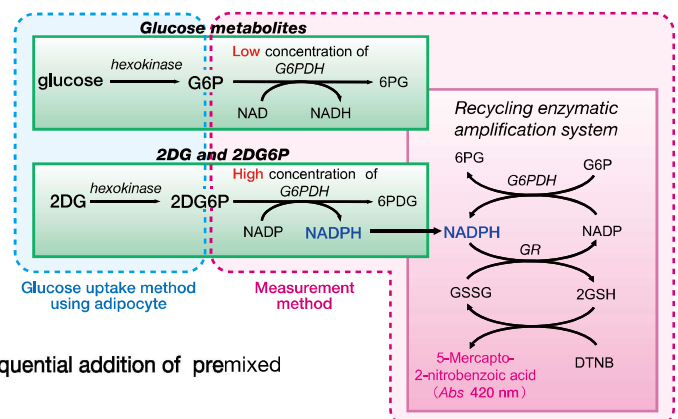 Glucose metabolites
glucose
hexokinase
G6P
Low concentration of
G6PDH
6PG
NAD
NADH
2DG and 2DG6P
2DG
hexokinase
2DG6P
High concentration of
G6PDH
6PDG
NADP
NADPH
Glucose uptake method
using adipocyte
Measurement
method
Recycling enzymatic
amplification system
6PG
G6P
G6PDH
NADPH
NADP
GR
GSSG
2GSH
5-Mercapto-
2-nitrobenzoic acid
(Abs 420 nm)
DTNB
quential addition of premixed